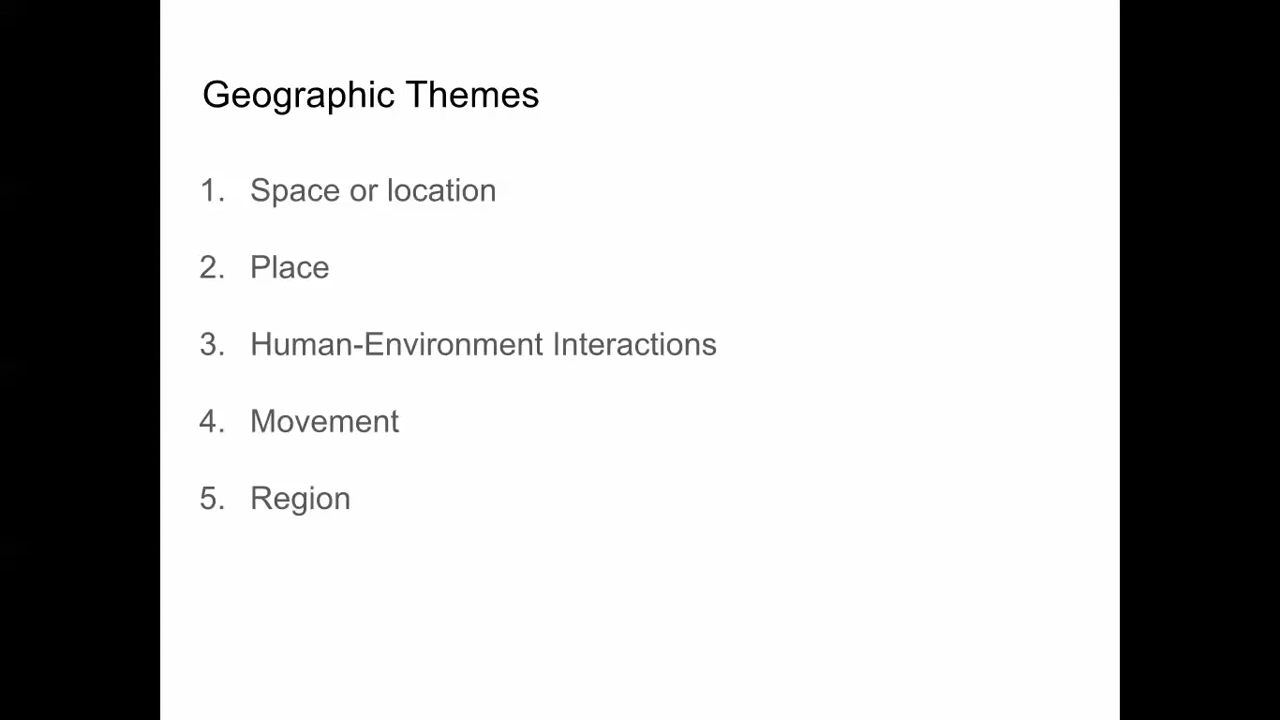 Geographic Themes
1. Space or location
2. Place
3. Human-Environment Interactions
4. Movement
5. Region